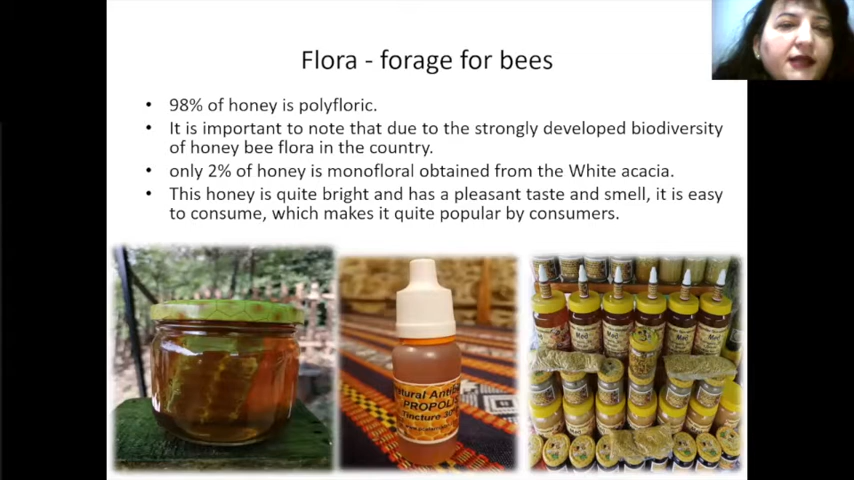 Flora - forage for bees
• 98% of honey is polyfloric.
• It is important to note that due to the strongly developed biodiversity
of honey bee flora in the country.
• only 2% of honey is monofloral obtained from the White acacia.
• This honey is quite bright and has a pleasant taste and smell, it is easy
to consume, which makes it quite popular by consumers.
PROPOLIS
Tincture